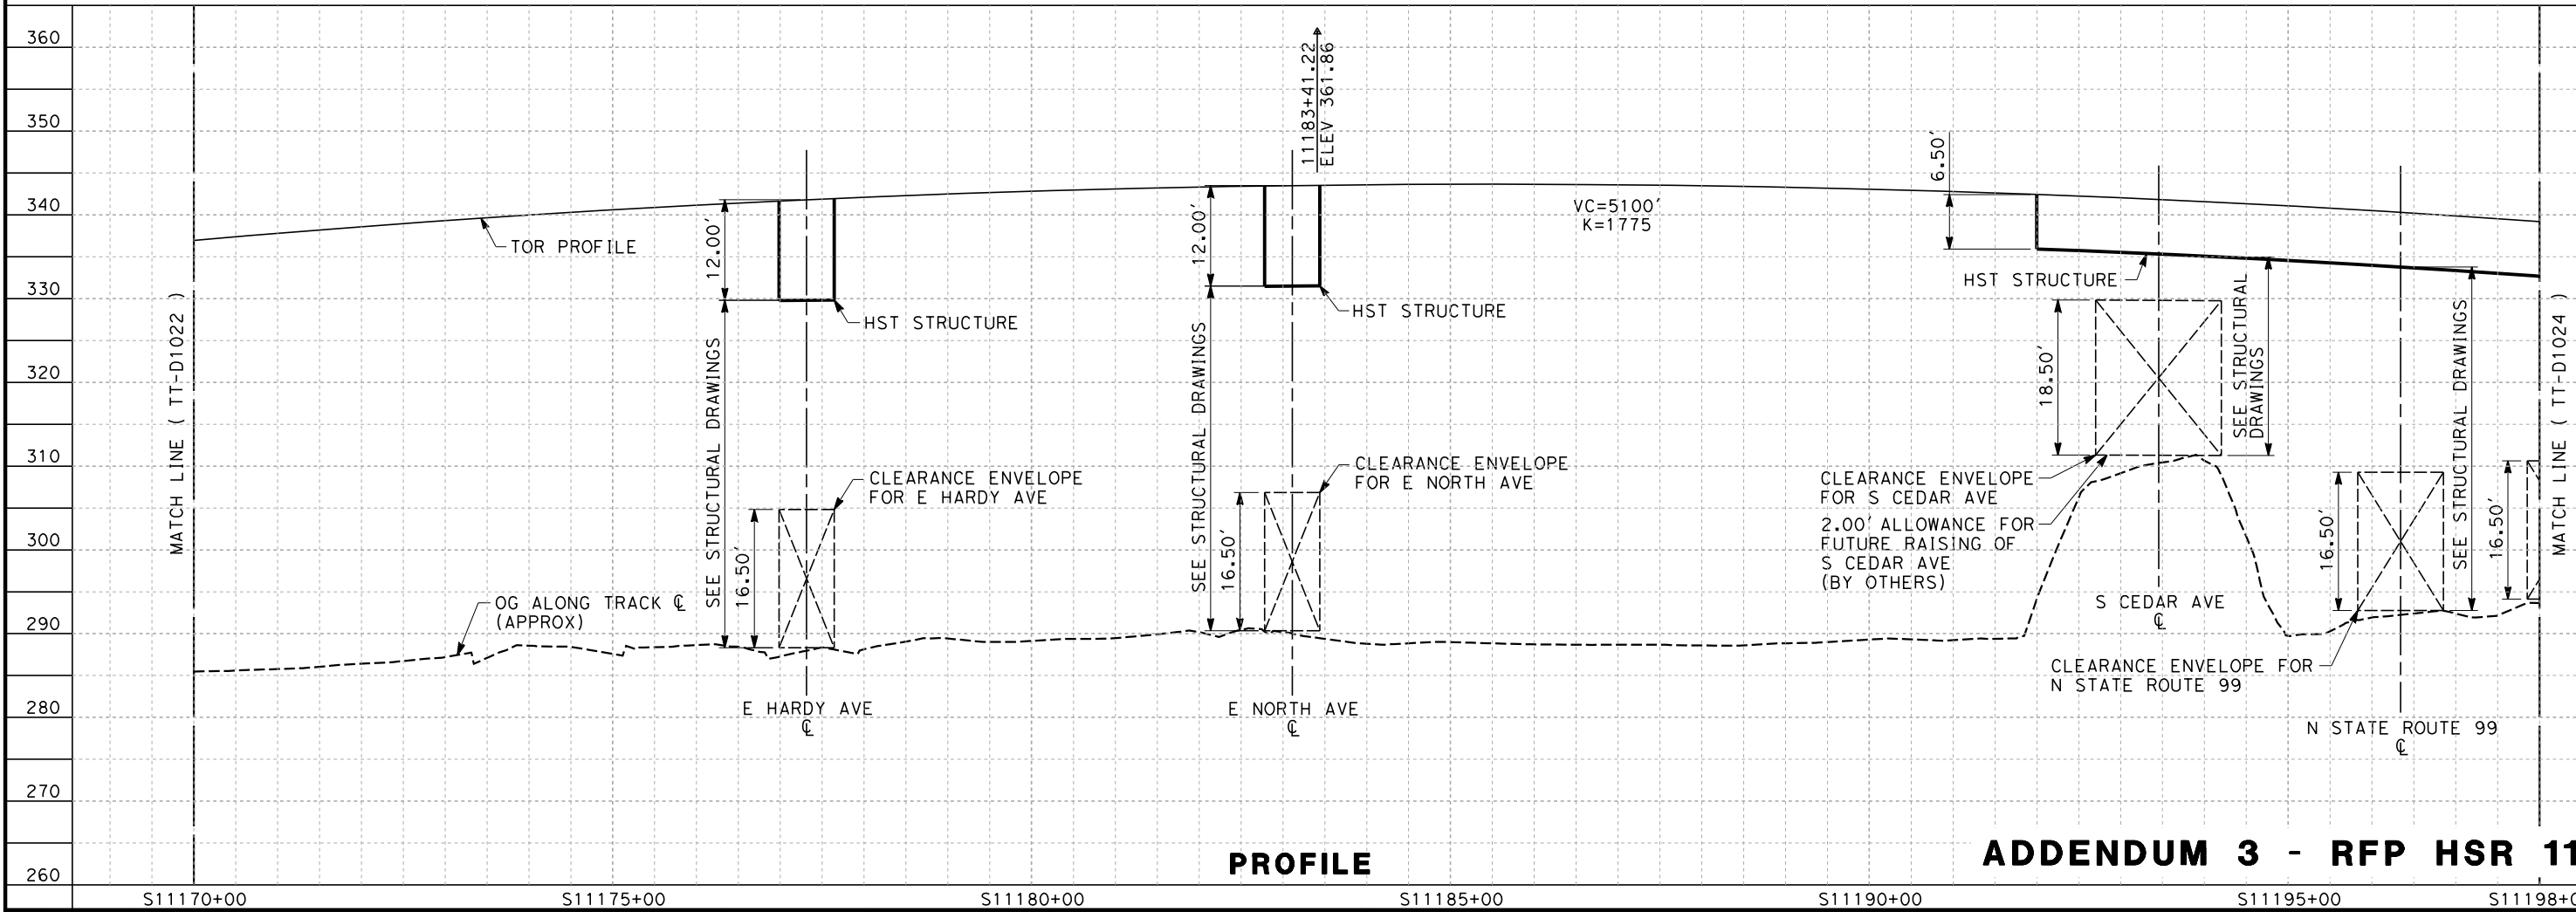 360
350
340
330
320
310
300
290
280
270
260
MATCH LINE ( TT-D1022 )
TOR PROFILE
OG ALONG TRACK ℄
(APPROX)
12.00'
SEE STRUCTURAL DRAWINGS
16.50'
HST STRUCTURE
CLEARANCE ENVELOPE
FOR E HARDY AVE
E HARDY AVE
℄
11183+41.22
ELEV 361.86
12.00'
SEE STRUCTURAL DRAWINGS
16.50'
HST STRUCTURE
CLEARANCE ENVELOPE
FOR E NORTH AVE
E NORTH AVE
℄
VC=5100'
K=1775
6.50'
HST STRUCTURE
18.50'
SEE STRUCTURAL
DRAWINGS
CLEARANCE ENVELOPE
FOR S CEDAR AVE
2.00' ALLOWANCE FOR
FUTURE RAISING OF
S CEDAR AVE
(BY OTHERS)
S CEDAR AVE
℄
16.50'
SEE STRUCTURAL DRAWINGS
16.50'
CLEARANCE ENVELOPE FOR
N STATE ROUTE 99
N STATE ROUTE 99
℄
MATCH LINE ( TT-D1024 )
PROFILE
ADDENDUM 3 - RFP HSR 11
S11170+00
S11175+00
S11180+00
S11185+00
S11190+00
S11195+00
S11198+0